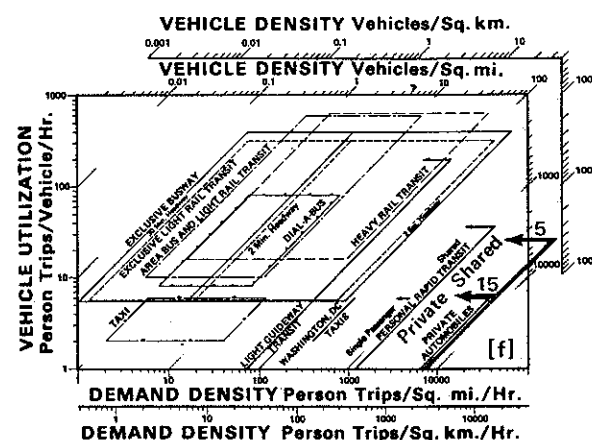 VEHICLE DENSITY Vehicles/Sq. km.
0.001 0.01 0.1 1 10
VEHICLE DENSITY Vehicles/Sq. mi.
0.01 0.1 1 ? 10 100 100
VEHICLE UTILIZATION
Person Trips/Vehicle/Hr.
1000
100
10
1
1000 1000
10000 100
EXCLUSIVE BUSWAY
EXCLUSIVE LIGHT RAIL TRANSIT
AREA BUS AND LIGHT RAIL TRANSIT
2 Min. Headway
DIAL-A-BUS
HEAVY RAIL TRANSIT
TAXI
LIGHT GUIDEWAY
TRANSIT
WASHINGTON, DC
TAXIS
Single Passenger
Shared
PERSONAL RAPID TRANSIT
Private Shared
PRIVATE
AUTOMOBILES
5
15
[f]
1 10 100 1000 10000
DEMAND DENSITY Person Trips/Sq. mi./Hr.
1 10 100 1000 10000
DEMAND DENSITY Person Trips/Sq. km./Hr.